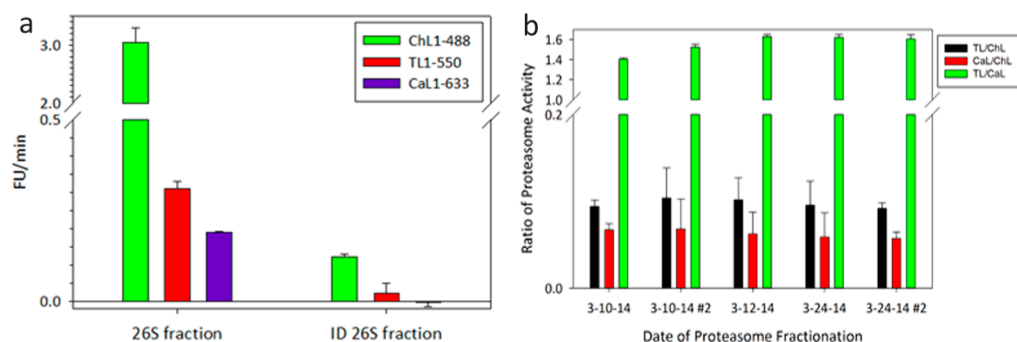 a
FU/min
3.0
2.0
0.5
0.0
ChL1-488
TL1-550
CaL1-633
26S fraction
ID 26S fraction
b
Ratio of Proteasome Activity
1.6
1.4
1.2
1.0
0.2
0.0
TL/ChL
CaL/ChL
TL/CaL
3-10-14
3-10-14 #2
3-12-14
3-24-14
3-24-14 #2
Date of Proteasome Fractionation